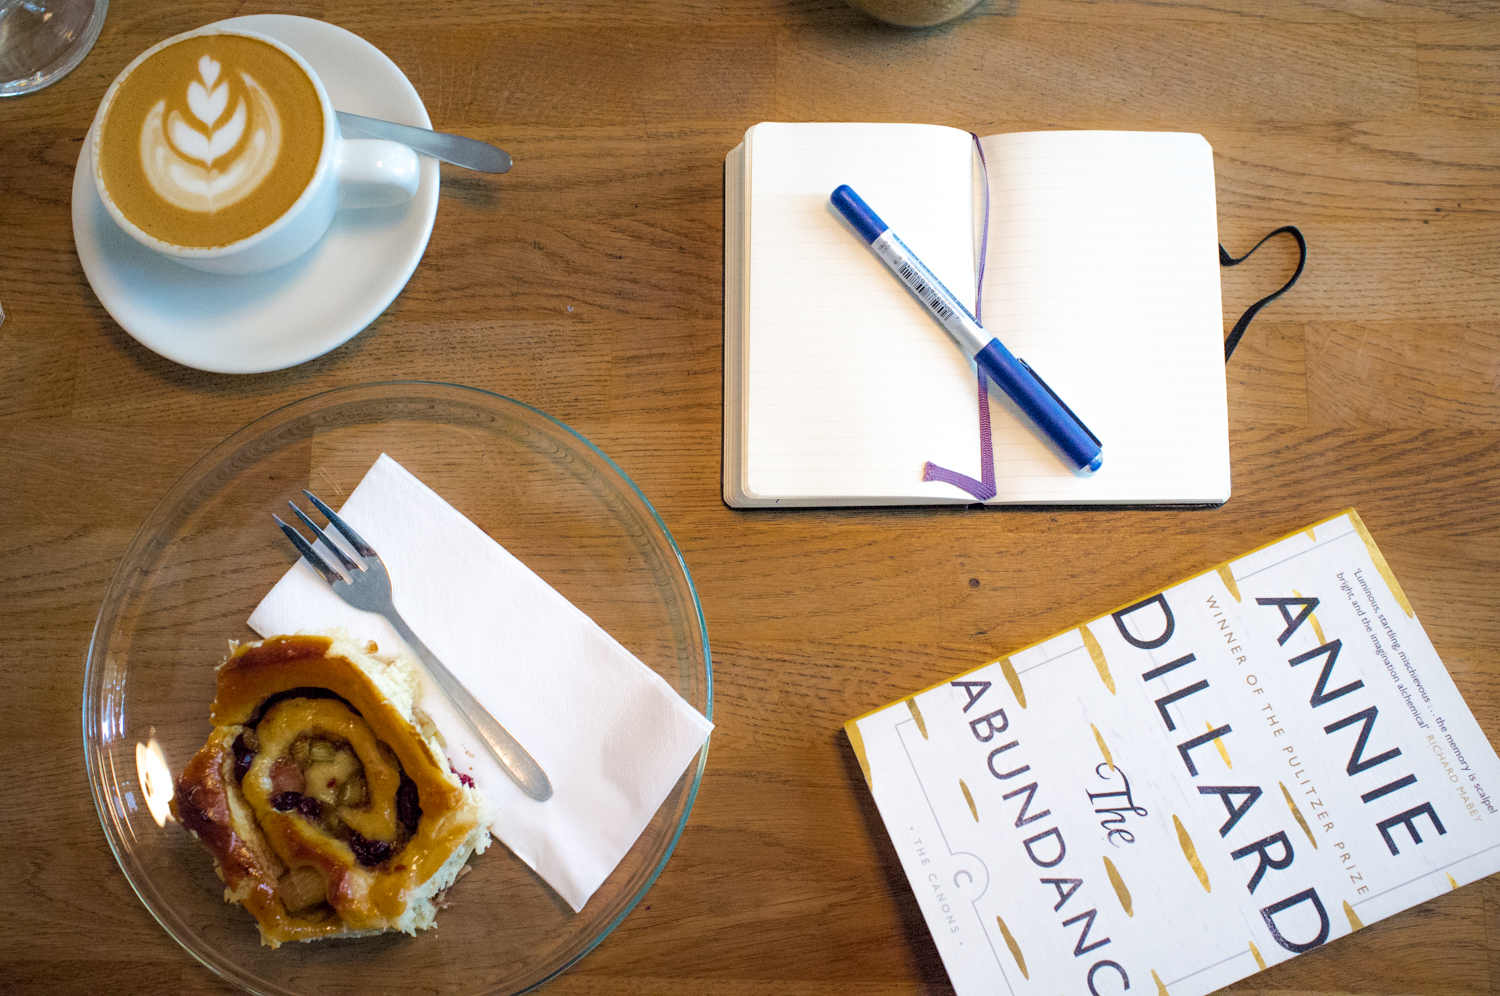 ANNIE
DILLARD
WINNER OF THE PULITZER PRIZE
The
ABUNDANC
'Luminous, startling, mischievous ... the memory is scalpel
bright, and the imagination alchemical' RICHARD MABEY
C
· THE CANONS ·